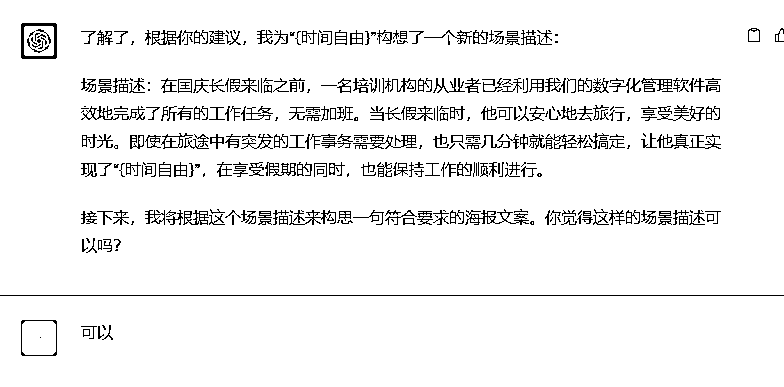 了解了，根据你的建议，我为“{时间自由}”构想了一个新的场景描述：
场景描述：在国庆长假来临之前，一名培训机构的从业者已经利用我们的数字化管理软件高
效地完成了所有的工作任务，无需加班。当长假来临时，他可以安心地去旅行，享受美好的
时光。即使在旅途中有突发的工作事务需要处理，也只需几分钟就能轻松搞定，让他真正实
现了“{时间自由}”，在享受假期的同时，也能保持工作的顺利进行。
接下来，我将根据这个场景描述来构思一句符合要求的海报文案。你觉得这样的场景描述可
以吗？
可以